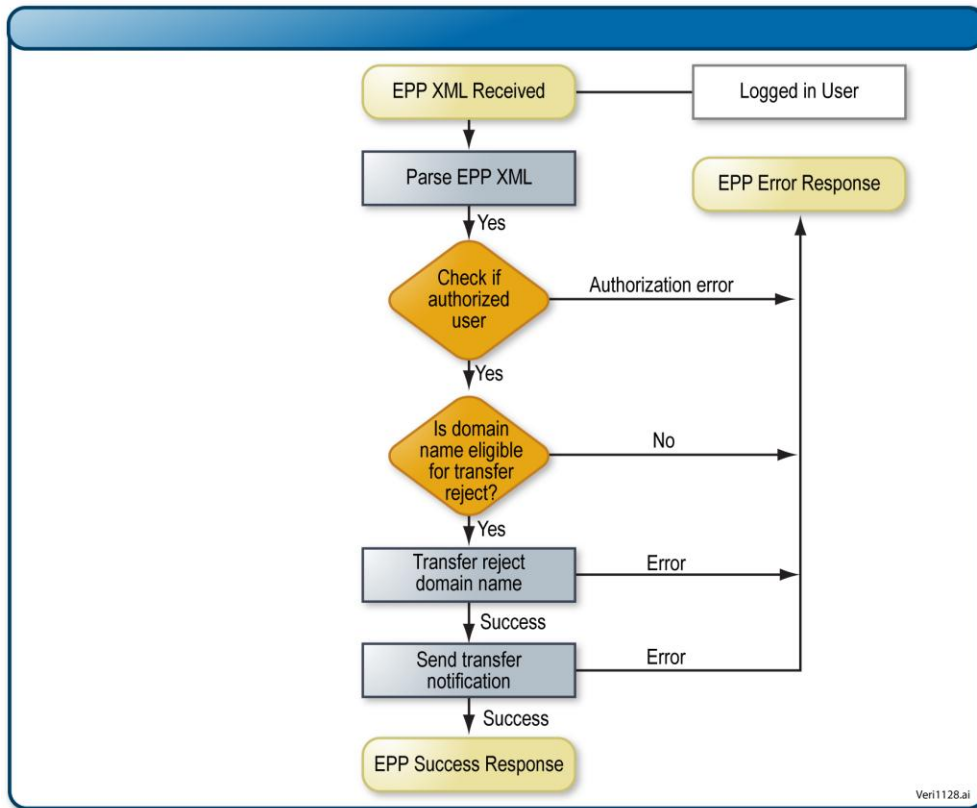 EPP XML Received
Logged in User
Parse EPP XML
EPP Error Response
Yes
Check if
authorized
user
Authorization error
Yes
Is domain
name eligible
for transfer
reject?
No
Yes
Transfer reject
domain name
Error
Success
Send transfer
notification
Error
Success
EPP Success Response
Veri1128.ai